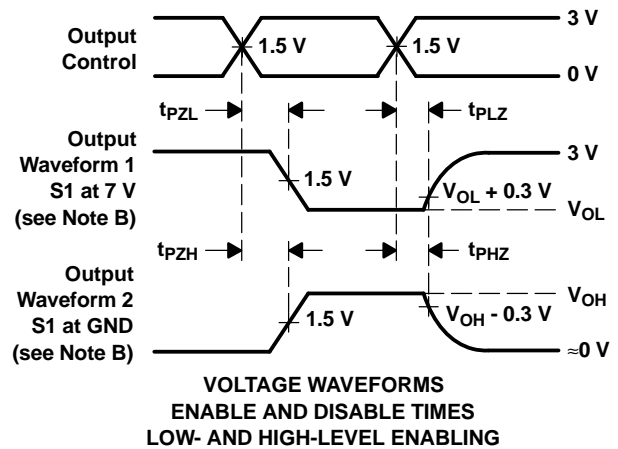 Output
Control
1.5 V
1.5 V
3 V
0 V
tPZL
tPLZ
Output
Waveform 1
S1 at 7 V
(see Note B)
1.5 V
3 V
VOL + 0.3 V
VOL
tPZH
tPHZ
Output
Waveform 2
S1 at GND
(see Note B)
1.5 V
VOH
VOH - 0.3 V
≈0 V
VOLTAGE WAVEFORMS
ENABLE AND DISABLE TIMES
LOW- AND HIGH-LEVEL ENABLING